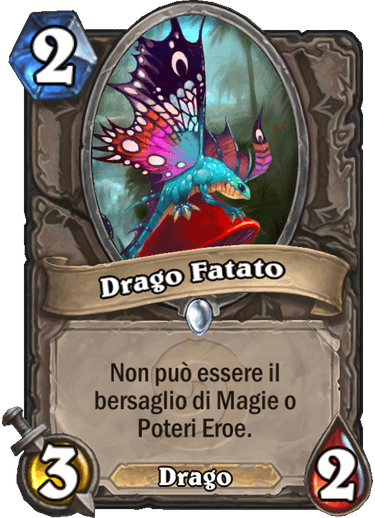 2
Drago Fatato
Non può essere il
bersaglio di Magie o
Poteri Eroe.
3
Drago
2